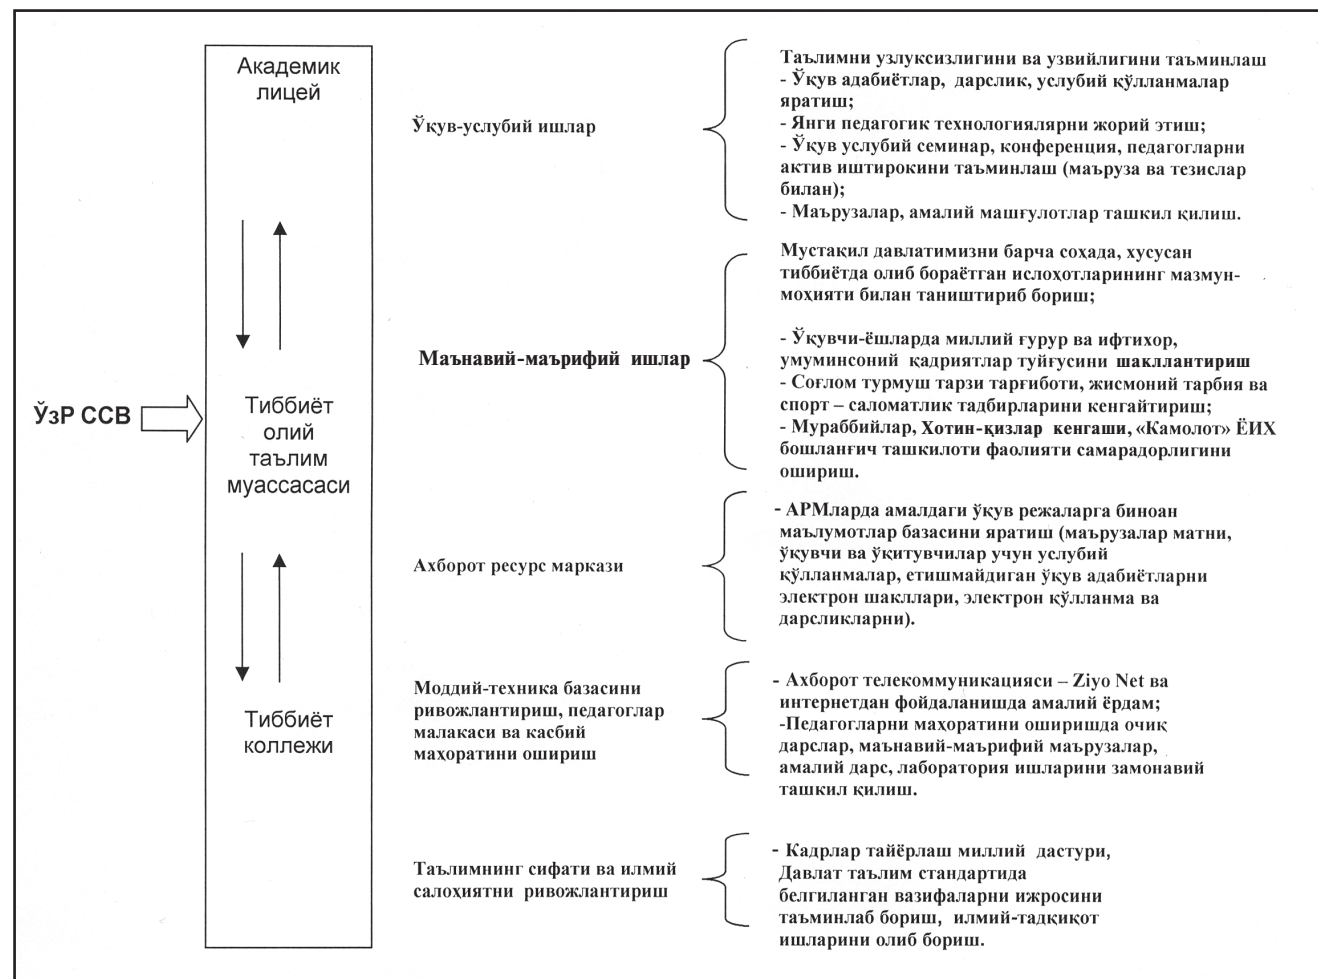 Академик
лицей
ЎзР ССВ
Тиббиёт
олий
таълим
муассасаси
Тиббиёт
коллежи
Ўқув-услубий ишлар
Таълимни узлуксизлигини ва узвийлигини таъминлаш
- Ўқув адабиётлар, дарслик, услубий қўлланмалар
яратиш;
- Янги педагогик технологиялярни жорий этиш;
- Ўқув услубий семинар, конференция, педагогларни
актив иштирокини таъминлаш (маъруза ва тезислар
билан);
- Маърузалар, амалий машғулотлар ташкил қилиш.
Маънавий-маърифий ишлар
Мустақил давлатимизни барча соҳада, хусусан
тиббиётда олиб бораётган ислоҳотларининг мазмун-
моҳияти билан таништириб бориш;
- Ўқувчи-ёшларда миллий ғурур ва ифтихор,
умуминсоний қадриятлар туйғусини шакллантириш
- Соғлом турмуш тарзи тарғиботи, жисмоний тарбия ва
спорт – саломатлик тадбирларини кенгайтириш;
- Мураббийлар, Хотин-қизлар кенгаши, «Камолот» ЁИХ
бошланғич ташкилоти фаолияти самарадорлигини
ошириш.
Ахборот ресурс маркази
- АРМларда амалдаги ўқув режаларга биноан
маълумотлар базасини яратиш (маърузалар матни,
ўқувчи ва ўқитувчилар учун услубий
қўлланмалар, етишмайдиган ўқув адабиётларни
электрон шакллари, электрон қўлланма ва
дарсликларни).
Моддий-техника базасини
ривожлантириш, педагоглар
малакаси ва касбий
маҳоратини ошириш
- Ахборот телекоммуникацияси – Ziyo Net ва
интернетдан фойдаланишда амалий ёрдам;
-Педагогларни маҳоратини оширишда очиқ
дарслар, маънавий-маърифий маърузалар,
амалий дарс, лаборатория ишларини замонавий
ташкил қилиш.
Таълимнинг сифати ва илмий
салоҳиятни ривожлантириш
- Кадрлар тайёрлаш миллий дастури,
Давлат таълим стандартида
белгиланган вазифаларни ижросини
таъминлаб бориш, илмий-тадқиқот
ишларини олиб бориш.